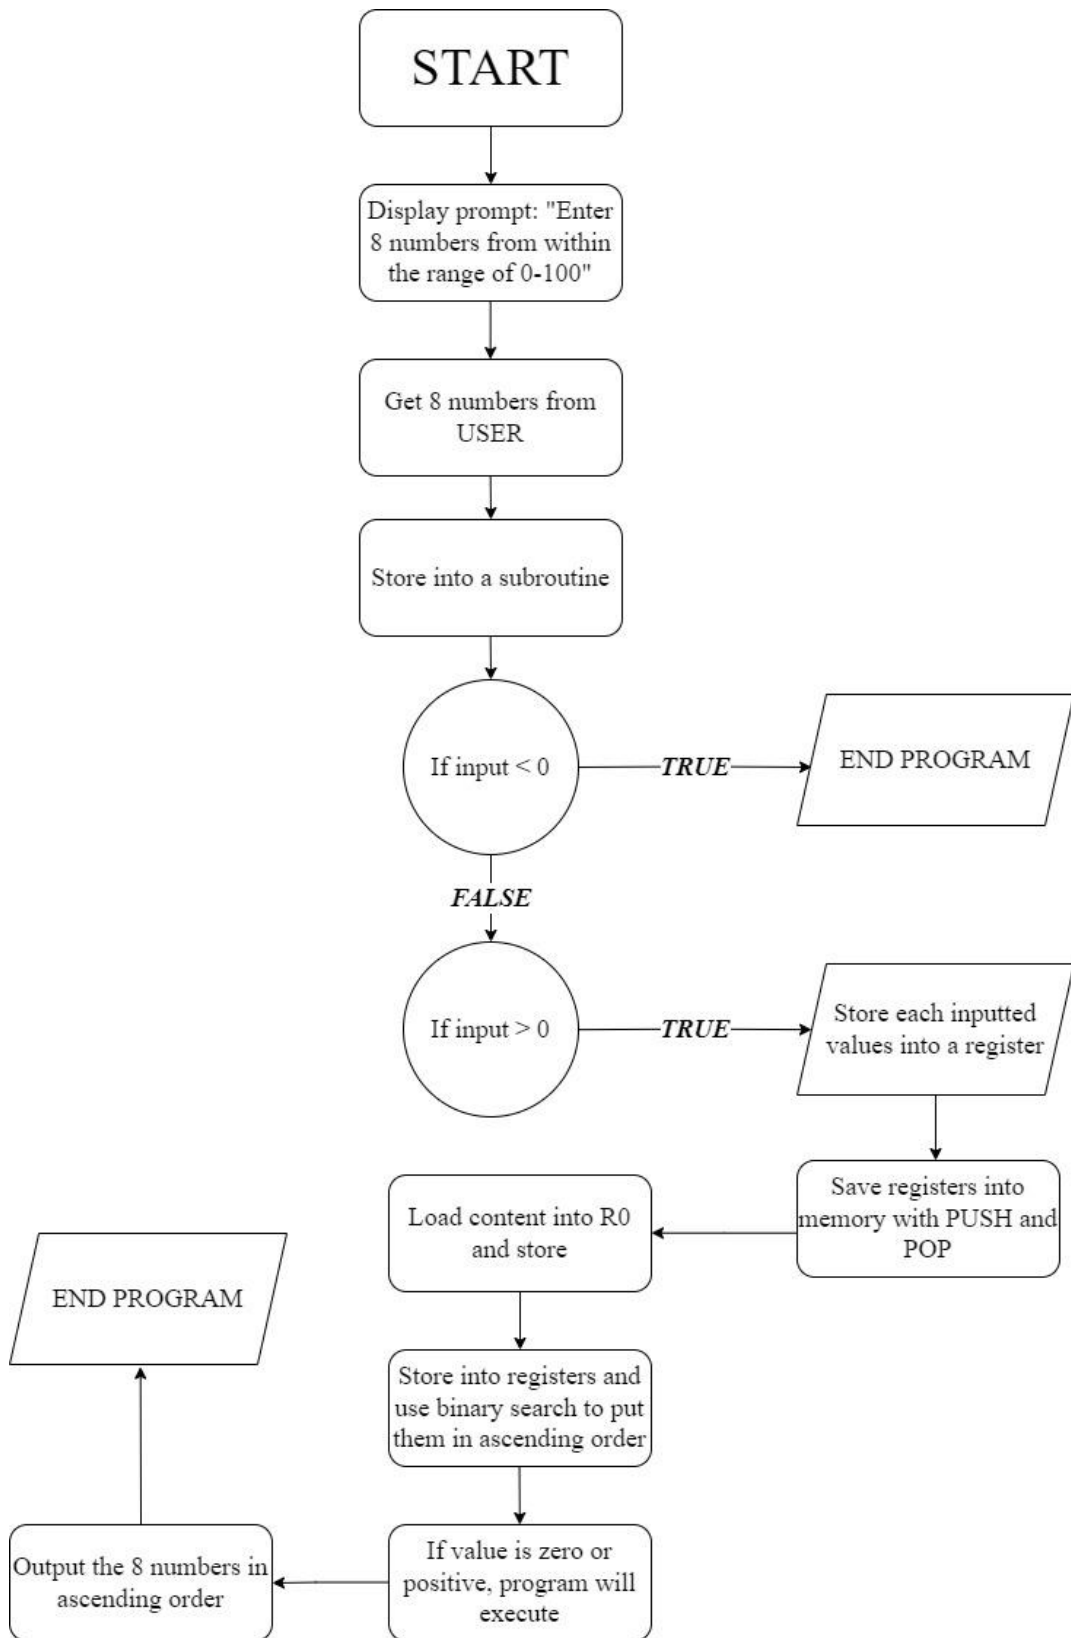 START
Display prompt: "Enter
8 numbers from within
the range of 0-100"
Get 8 numbers from
USER
Store into a subroutine
If input < 0
TRUE
END PROGRAM
FALSE
If input > 0
TRUE
Store each inputted
values into a register
Save registers into
memory with PUSH and
POP
Load content into R0
and store
Store into registers and
use binary search to put
them in ascending order
If value is zero or
positive, program will
execute
Output the 8 numbers in
ascending order
END PROGRAM